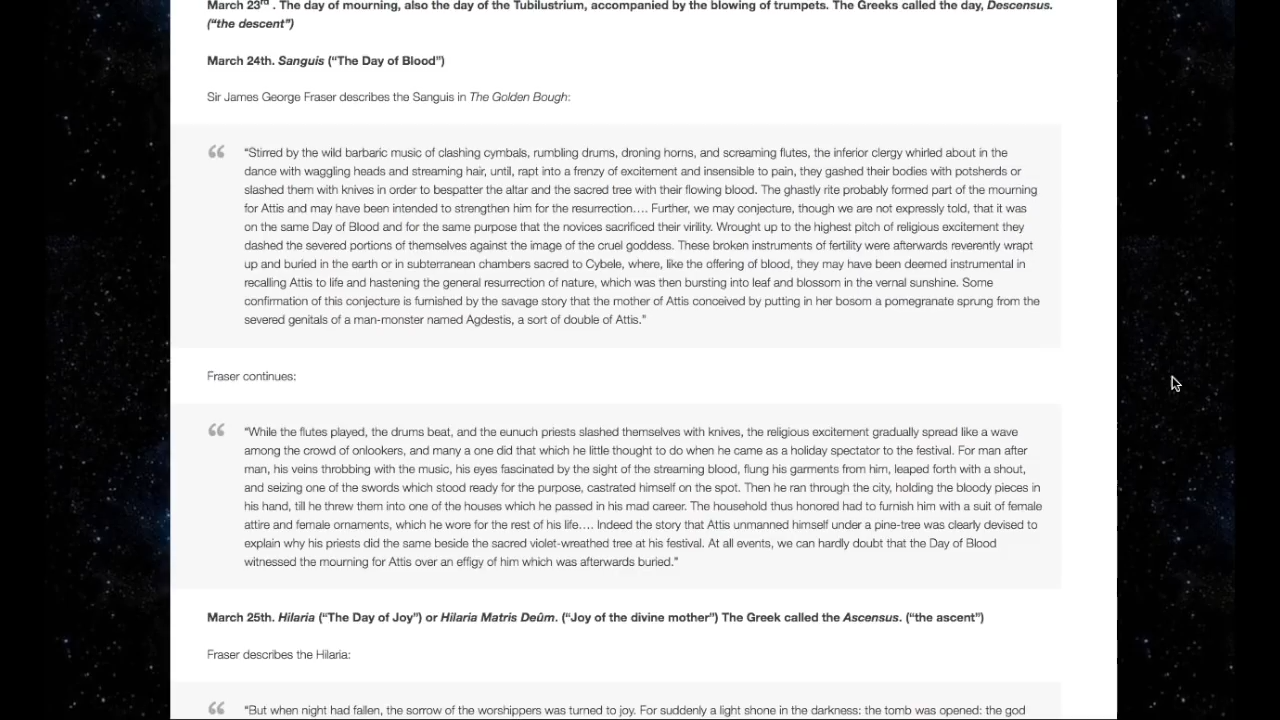 March 23rd . The day of mourning, also the day of the Tubilustrium, accompanied by the blowing of trumpets. The Greeks called the day, Descensus.
(“the descent”)
March 24th. Sanguis (“The Day of Blood”)
Sir James George Fraser describes the Sanguis in The Golden Bough:
“Stirred by the wild barbaric music of clashing cymbals, rumbling drums, droning horns, and screaming flutes, the inferior clergy whirled about in the
dance with waggling heads and streaming hair, until, rapt into a frenzy of excitement and insensible to pain, they gashed their bodies with potsherds or
slashed them with knives in order to bespatter the altar and the sacred tree with their flowing blood. The ghastly rite probably formed part of the mourning
for Attis and may have been intended to strengthen him for the resurrection…. Further, we may conjecture, though we are not expressly told, that it was
on the same Day of Blood and for the same purpose that the novices sacrificed their virility. Wrought up to the highest pitch of religious excitement they
dashed the severed portions of themselves against the image of the cruel goddess. These broken instruments of fertility were afterwards reverently wrapt
up and buried in the earth or in subterranean chambers sacred to Cybele, where, like the offering of blood, they may have been deemed instrumental in
recalling Attis to life and hastening the general resurrection of nature, which was then bursting into leaf and blossom in the vernal sunshine. Some
confirmation of this conjecture is furnished by the savage story that the mother of Attis conceived by putting in her bosom a pomegranate sprung from the
severed genitals of a man-monster named Agdestis, a sort of double of Attis.”
Fraser continues:
“While the flutes played, the drums beat, and the eunuch priests slashed themselves with knives, the religious excitement gradually spread like a wave
among the crowd of onlookers, and many a one did that which he little thought to do when he came as a holiday spectator to the festival. For man after
man, his veins throbbing with the music, his eyes fascinated by the sight of the streaming blood, flung his garments from him, leaped forth with a shout,
and seizing one of the swords which stood ready for the purpose, castrated himself on the spot. Then he ran through the city, holding the bloody pieces in
his hand, till he threw them into one of the houses which he passed in his mad career. The household thus honored had to furnish him with a suit of female
attire and female ornaments, which he wore for the rest of his life…. Indeed the story that Attis unmanned himself under a pine-tree was clearly devised to
explain why his priests did the same beside the sacred violet-wreathed tree at his festival. At all events, we can hardly doubt that the Day of Blood
witnessed the mourning for Attis over an effigy of him which was afterwards buried.”
March 25th. Hilaria (“The Day of Joy”) or Hilaria Matris Deûm. (“Joy of the divine mother”) The Greek called the Ascensus. (“the ascent”)
Fraser describes the Hilaria:
“But when night had fallen, the sorrow of the worshippers was turned to joy. For suddenly a light shone in the darkness: the tomb was opened: the god